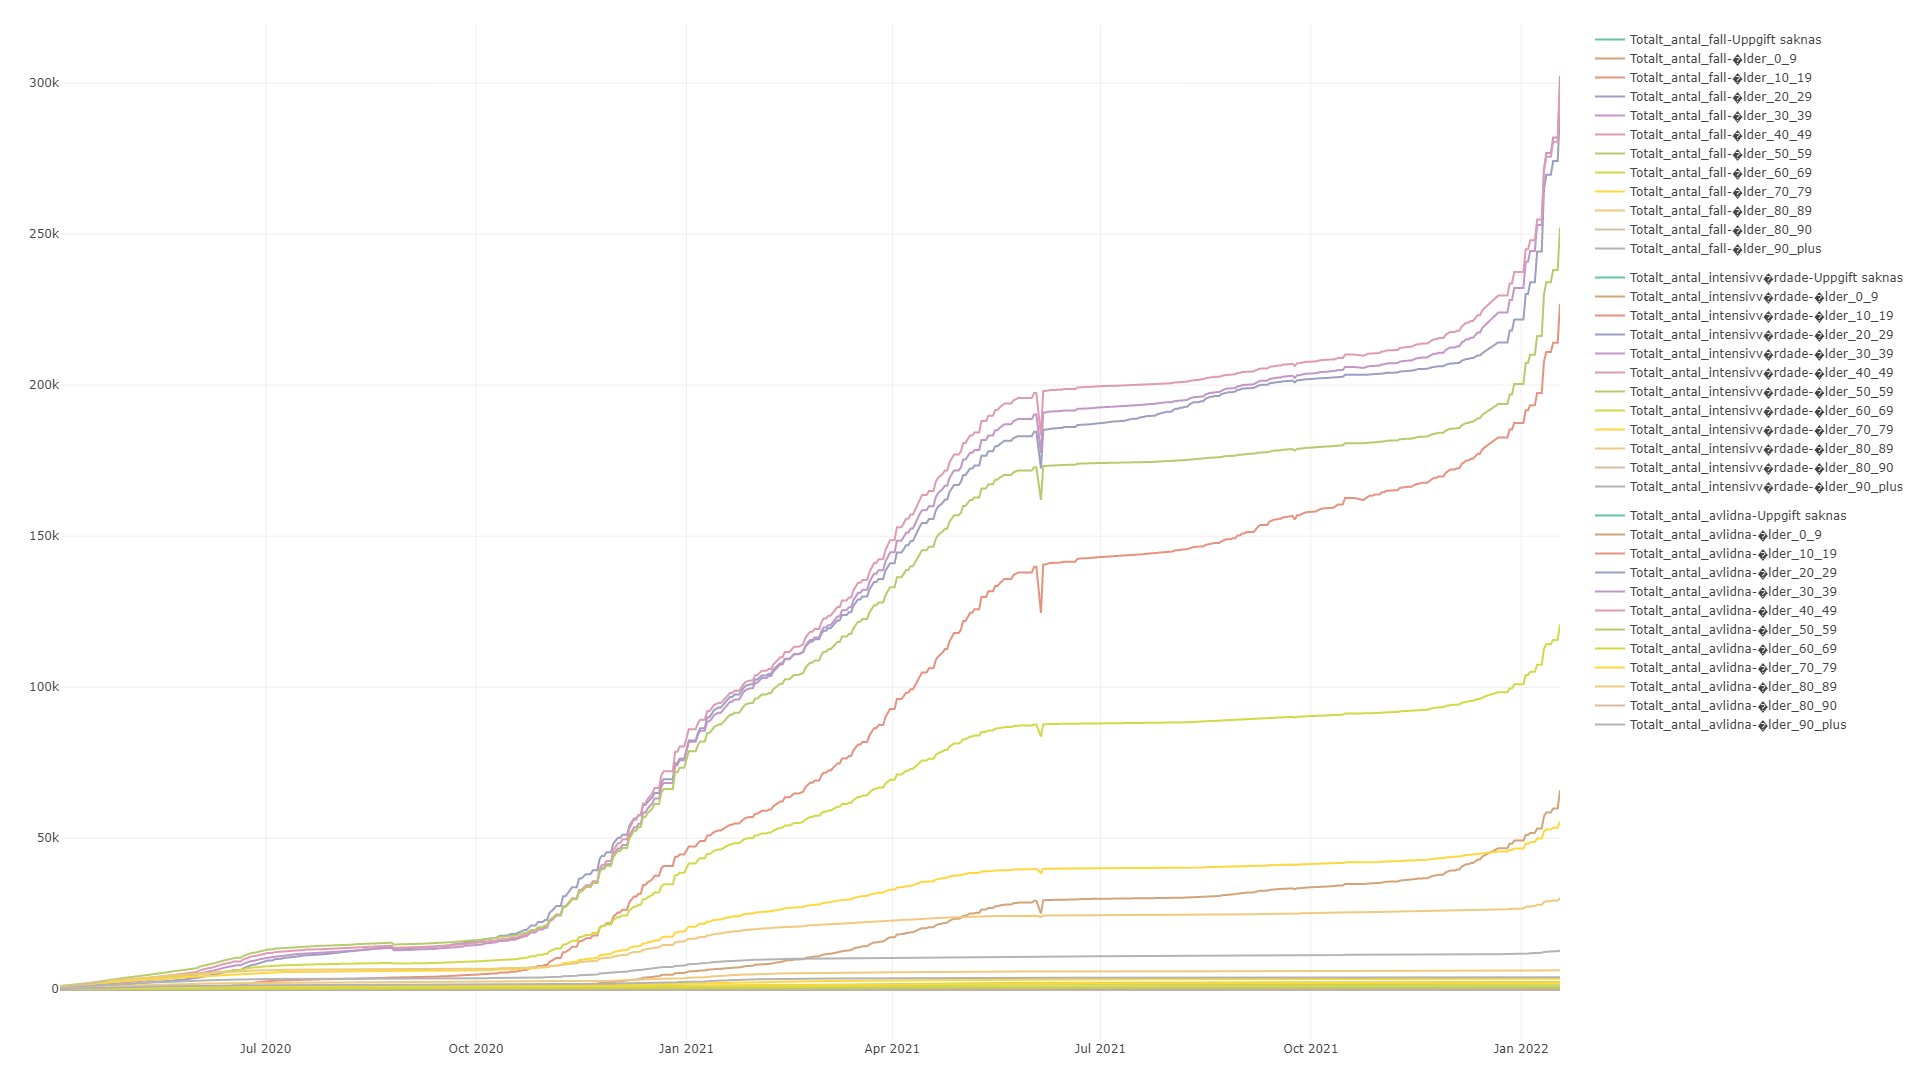 300k
250k
200k
150k
100k
50k
0
Jul 2020
Oct 2020
Jan 2021
Apr 2021
Jul 2021
Oct 2021
Jan 2022
Totalt_antal_fall-Uppgift saknas
Totalt_antal_fall-�lder_0_9
Totalt_antal_fall-�lder_10_19
Totalt_antal_fall-�lder_20_29
Totalt_antal_fall-�lder_30_39
Totalt_antal_fall-�lder_40_49
Totalt_antal_fall-�lder_50_59
Totalt_antal_fall-�lder_60_69
Totalt_antal_fall-�lder_70_79
Totalt_antal_fall-�lder_80_89
Totalt_antal_fall-�lder_80_90
Totalt_antal_fall-�lder_90_plus
Totalt_antal_intensivv�rdade-Uppgift saknas
Totalt_antal_intensivv�rdade-�lder_0_9
Totalt_antal_intensivv�rdade-�lder_10_19
Totalt_antal_intensivv�rdade-�lder_20_29
Totalt_antal_intensivv�rdade-�lder_30_39
Totalt_antal_intensivv�rdade-�lder_40_49
Totalt_antal_intensivv�rdade-�lder_50_59
Totalt_antal_intensivv�rdade-�lder_60_69
Totalt_antal_intensivv�rdade-�lder_70_79
Totalt_antal_intensivv�rdade-�lder_80_89
Totalt_antal_intensivv�rdade-�lder_80_90
Totalt_antal_intensivv�rdade-�lder_90_plus
Totalt_antal_avlidna-Uppgift saknas
Totalt_antal_avlidna-�lder_0_9
Totalt_antal_avlidna-�lder_10_19
Totalt_antal_avlidna-�lder_20_29
Totalt_antal_avlidna-�lder_30_39
Totalt_antal_avlidna-�lder_40_49
Totalt_antal_avlidna-�lder_50_59
Totalt_antal_avlidna-�lder_60_69
Totalt_antal_avlidna-�lder_70_79
Totalt_antal_avlidna-�lder_80_89
Totalt_antal_avlidna-�lder_80_90
Totalt_antal_avlidna-�lder_90_plus